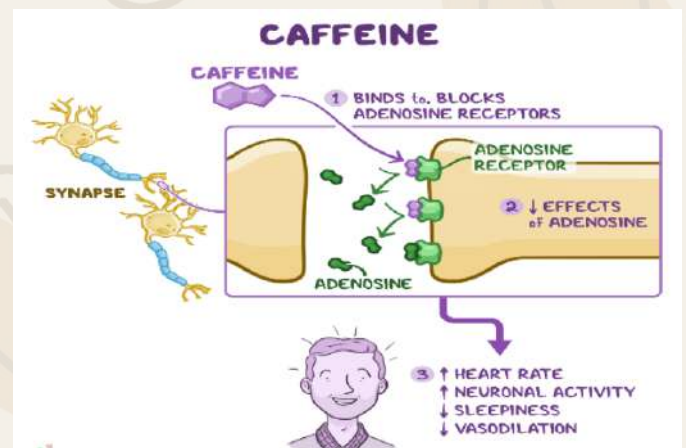 CAFFEINE
CAFFEINE
1 BINDS to, BLOCKS
ADENOSINE RECEPTORS
ADENOSINE
RECEPTOR
SYNAPSE
2 ↓ EFFECTS
of ADENOSINE
ADENOSINE
3 ↑ HEART RATE
↑ NEURONAL ACTIVITY
↓ SLEEPINESS
↓ VASODILATION